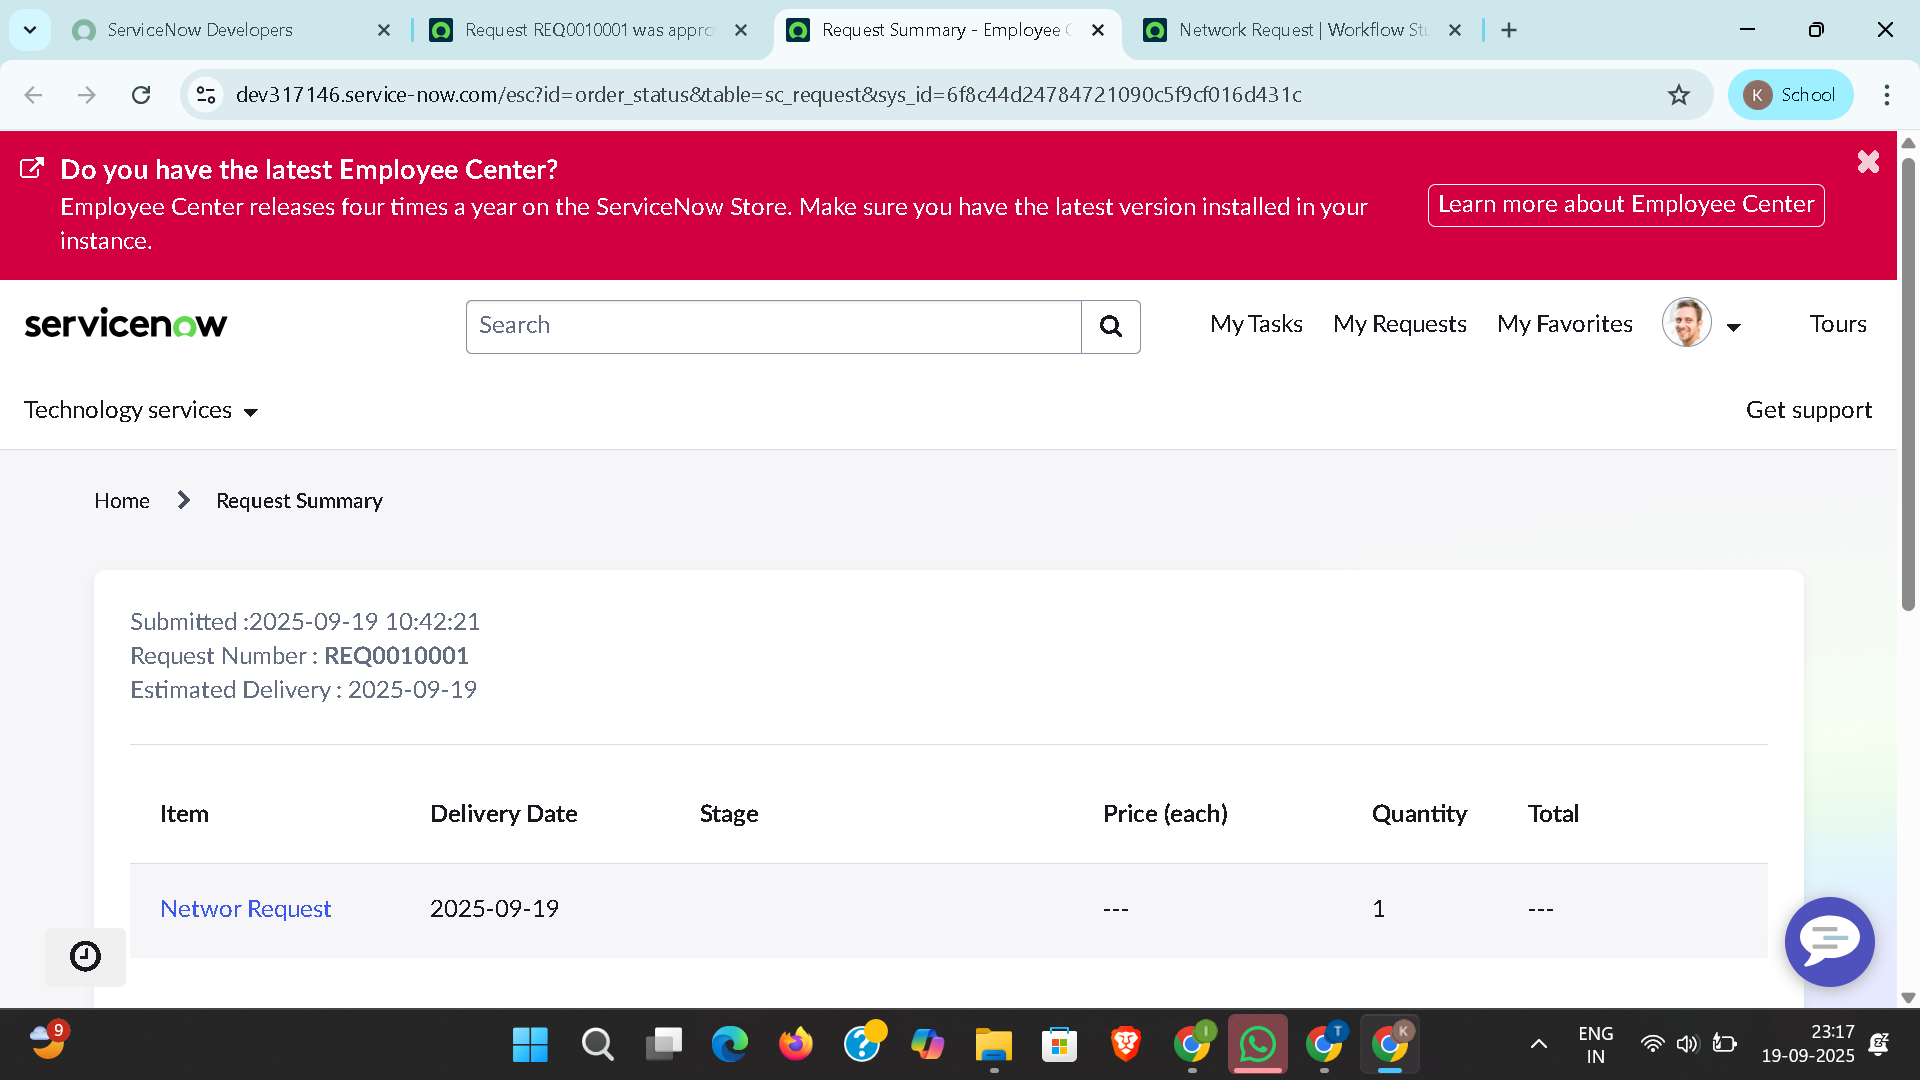 ServiceNow Developers
Request REQ0010001 was appro
Request Summary - Employee C
Network Request | Workflow Stu
dev317146.service-now.com/esc?id=order_status&table=sc_request&sys_id=6f8c44d24784721090c5f9cf016d431c
K School
Do you have the latest Employee Center?
Employee Center releases four times a year on the ServiceNow Store. Make sure you have the latest version installed in your
instance.
Learn more about Employee Center
servicenow
Search
My Tasks
My Requests
My Favorites
Tours
Technology services
Get support
Home
Request Summary
Submitted :2025-09-19 10:42:21
Request Number : REQ0010001
Estimated Delivery : 2025-09-19
Item Delivery Date Stage Price (each) Quantity Total
Networ Request 2025-09-19 --- 1 ---
9
I
T
K
ENG
IN
23:17
19-09-2025